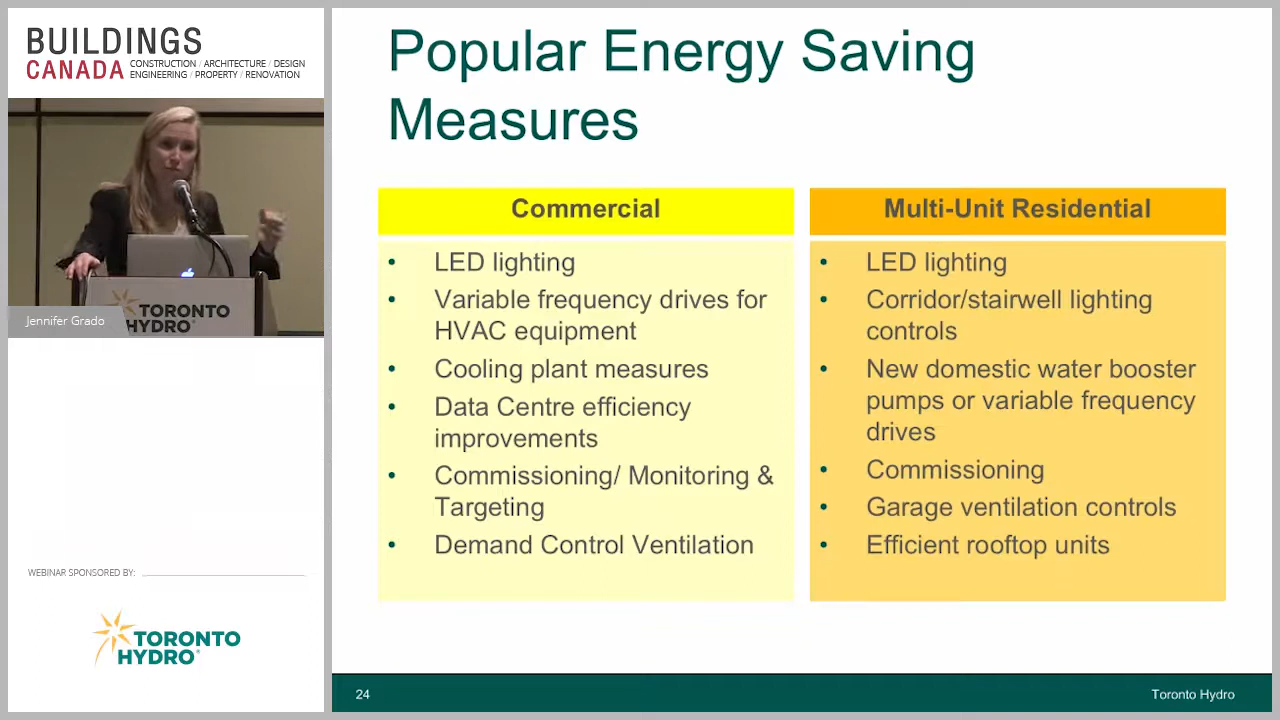 BUILDINGS
CANADA CONSTRUCTION / ARCHITECTURE / DESIGN
ENGINEERING / PROPERTY / RENOVATION
TORONTO
HYDRO
Jennifer Grado
WEBINAR SPONSORED BY:
TORONTO
HYDRO®
Popular Energy Saving
Measures
Commercial
• LED lighting
• Variable frequency drives for
HVAC equipment
• Cooling plant measures
• Data Centre efficiency
improvements
• Commissioning/ Monitoring &
Targeting
• Demand Control Ventilation
Multi-Unit Residential
• LED lighting
• Corridor/stairwell lighting
controls
• New domestic water booster
pumps or variable frequency
drives
• Commissioning
• Garage ventilation controls
• Efficient rooftop units
24
Toronto Hydro